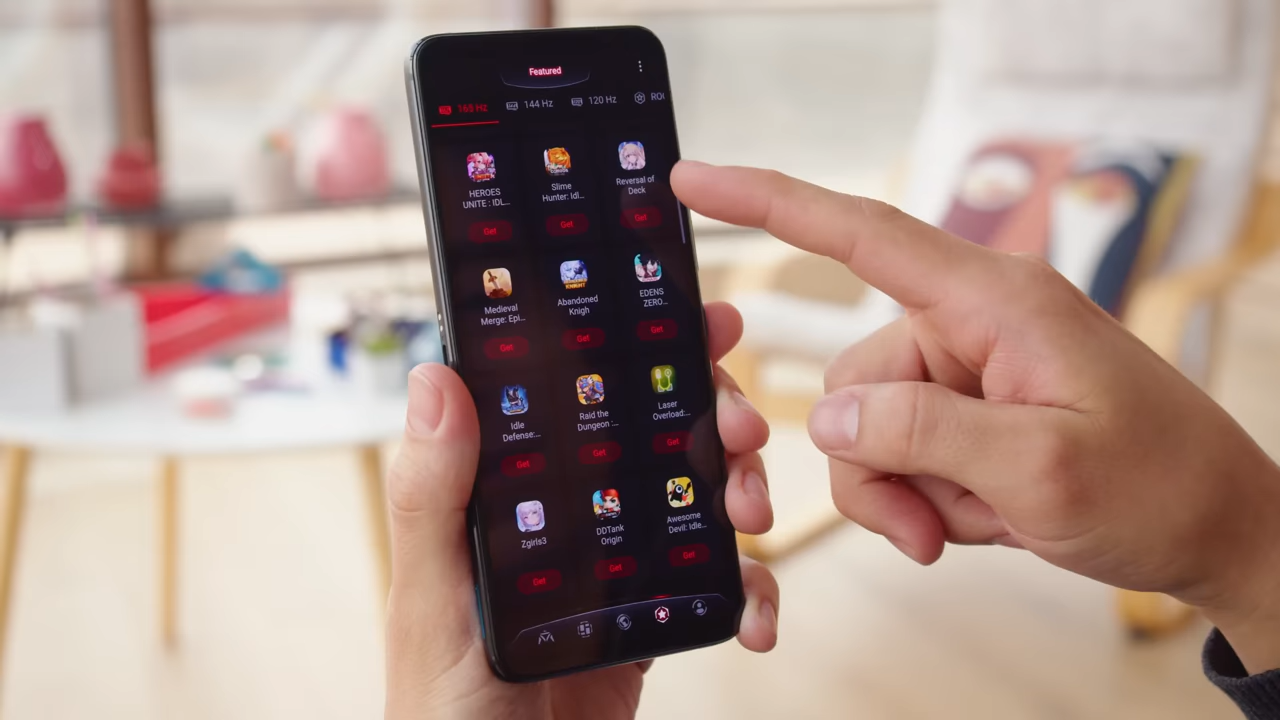 Featured
165 Hz
144 Hz
120 Hz
HEROES
UNITE : IDL...
Get
Slime
Hunter: Idl...
Get
Reversal of
Deck
Get
Medieval
Merge: Epi...
Get
Abandoned
Knigh
Get
EDENS
ZERO...
Get
Idle
Defense:...
Get
Raid the
Dungeon :...
Get
Laser
Overload:...
Get
Zgirls3
Get
DDTank
Origin
Get
Awesome
Devil: Idle...
Get